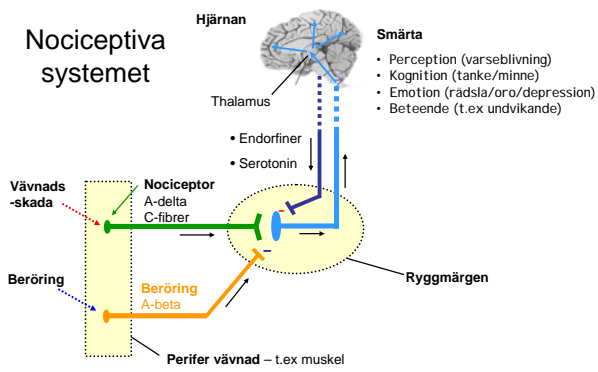 Nociceptiva
systemet
Hjärnan
Thalamus
Smärta
• Perception (varseblivning)
• Kognition (tanke/minne)
• Emotion (rädsla/oro/depression)
• Beteende (t.ex undvikande)
• Endorfiner
• Serotonin
Vävnads
-skada
Nociceptor
A-delta
C-fibrer
Beröring
Beröring
A-beta
Ryggmärgen
Perifer vävnad – t.ex muskel